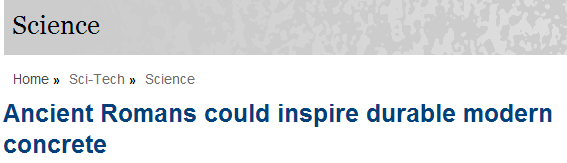 Science
Home » Sci-Tech » Science
Ancient Romans could inspire durable modern
concrete